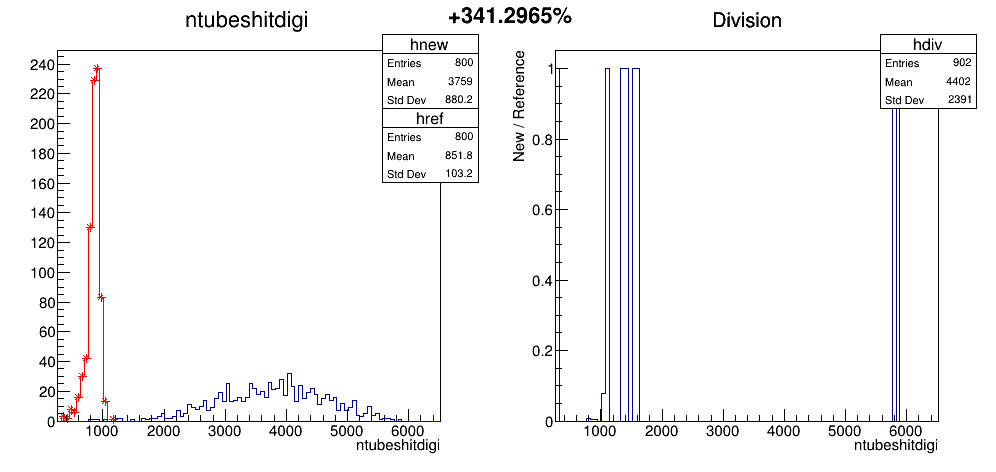 +341.2965%
ntubeshitdigi
hnew
Entries 800
Mean 3759
Std Dev 880.2
href
Entries 800
Mean 851.8
Std Dev 103.2
240
220
200
180
160
140
120
100
80
60
40
20
0
1000 2000 3000 4000 5000 6000
ntubeshitdigi
Division
hdiv
Entries 902
Mean 4402
Std Dev 2391
New / Reference
1
0.8
0.6
0.4
0.2
0
1000 2000 3000 4000 5000 6000
ntubeshitdigi